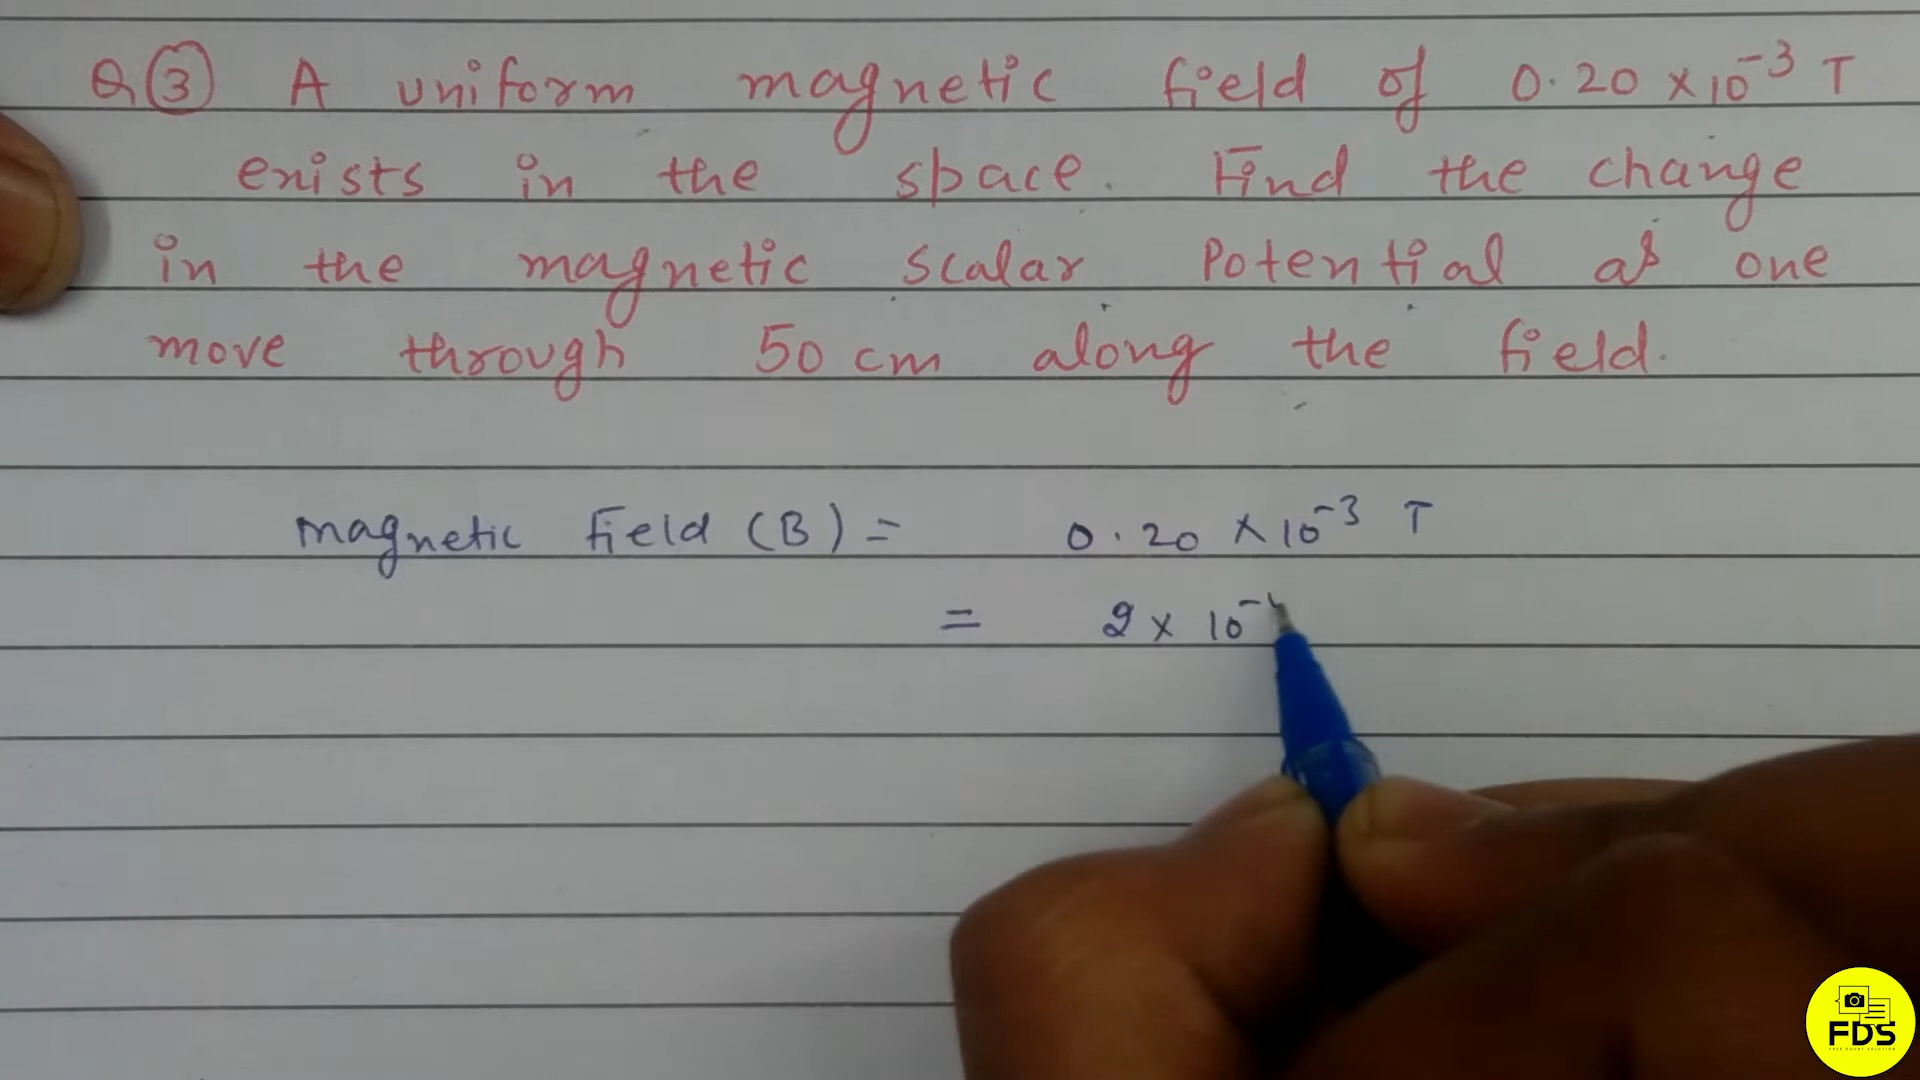 Q ③ A uniform magnetic field of 0.20 ×10⁻³ T
exists in the space. Find the change
in the magnetic scalar Potential as one
move through 50 cm along the field.
magnetic field (B) = 0.20 ×10⁻³ T
= 2 × 10⁻
FDS